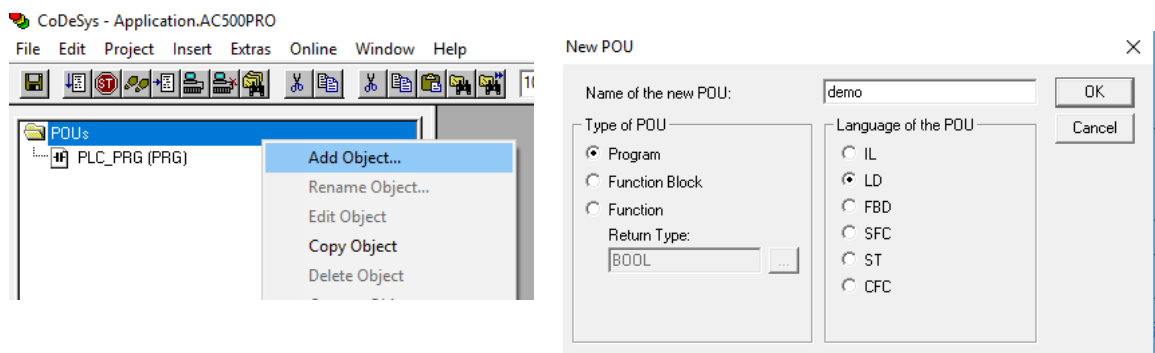 CoDeSys - Application.AC500PRO
File Edit Project Insert Extras Online Window Help
ST
POUs
PLC_PRG (PRG)
Add Object...
Rename Object...
Edit Object
Copy Object
Delete Object
New POU
Name of the new POU:
demo
OK
Cancel
Type of POU
Program
Function Block
Function
Return Type:
BOOL
...
Language of the POU
IL
LD
FBD
SFC
ST
CFC